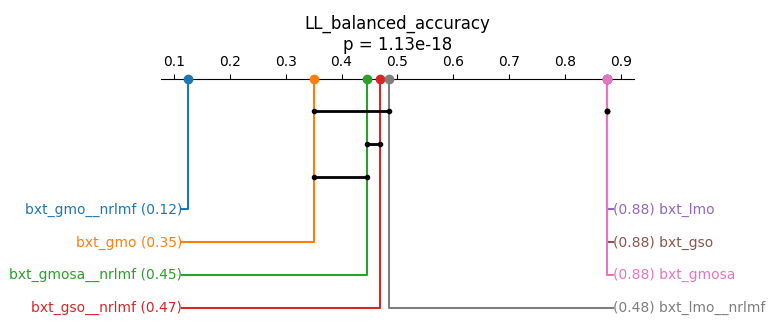 LL_balanced_accuracy
p = 1.13e-18
0.1 0.2 0.3 0.4 0.5 0.6 0.7 0.8 0.9
bxt_gmo__nrlmf (0.12) (0.88) bxt_lmo
bxt_gmo (0.35) (0.88) bxt_gso
bxt_gmosa__nrlmf (0.45) (0.88) bxt_gmosa
bxt_gso__nrlmf (0.47) (0.48) bxt_lmo__nrlmf